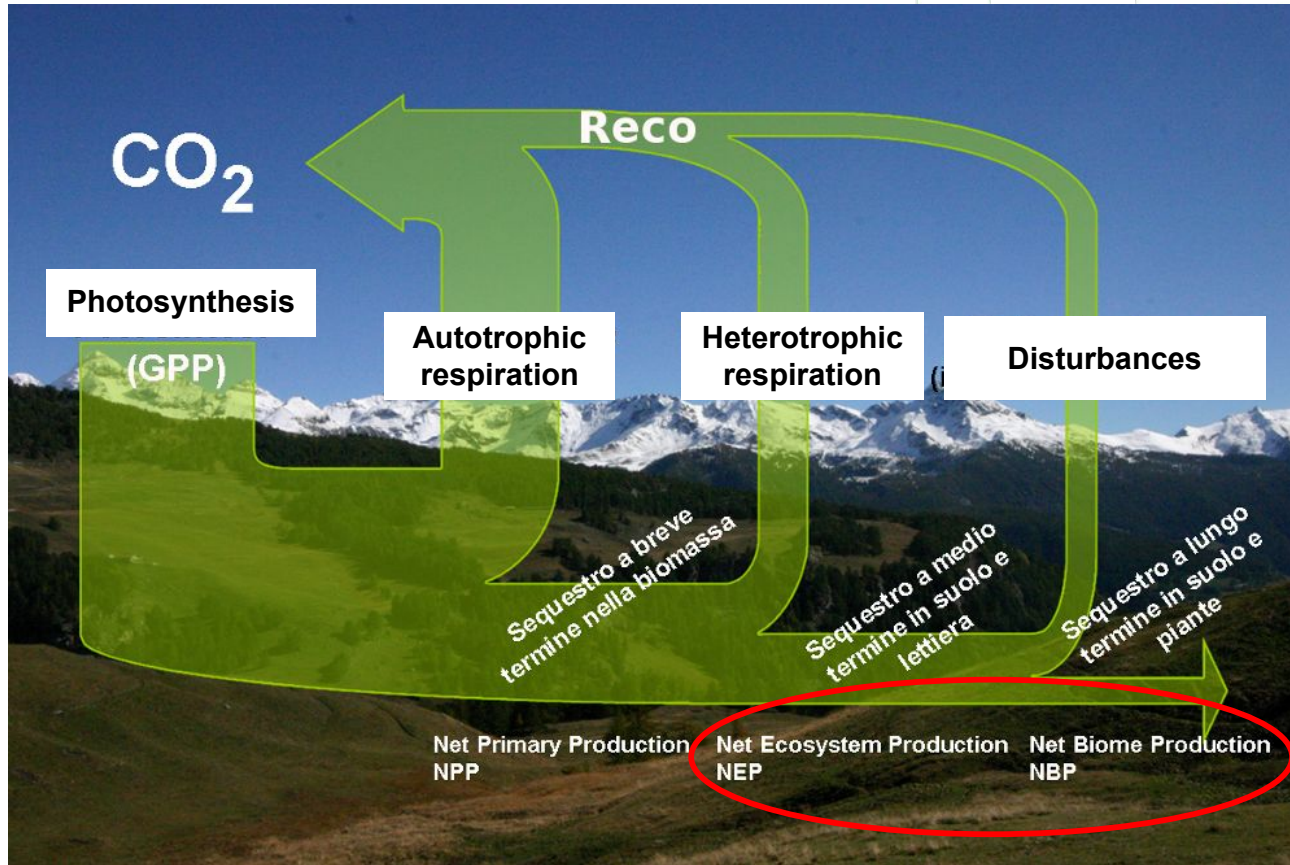 Reco
CO2
Photosynthesis
(GPP)
Autotrophic
respiration
Heterotrophic
respiration
(i
Disturbances
Sequestro a breve
termine nella biomassa
Sequestro a medio
termine in suolo e
lettiera
Sequestro a lungo
termine in suolo e
piante
Net Primary Production
NPP
Net Ecosystem Production
NEP
Net Biome Production
NBP